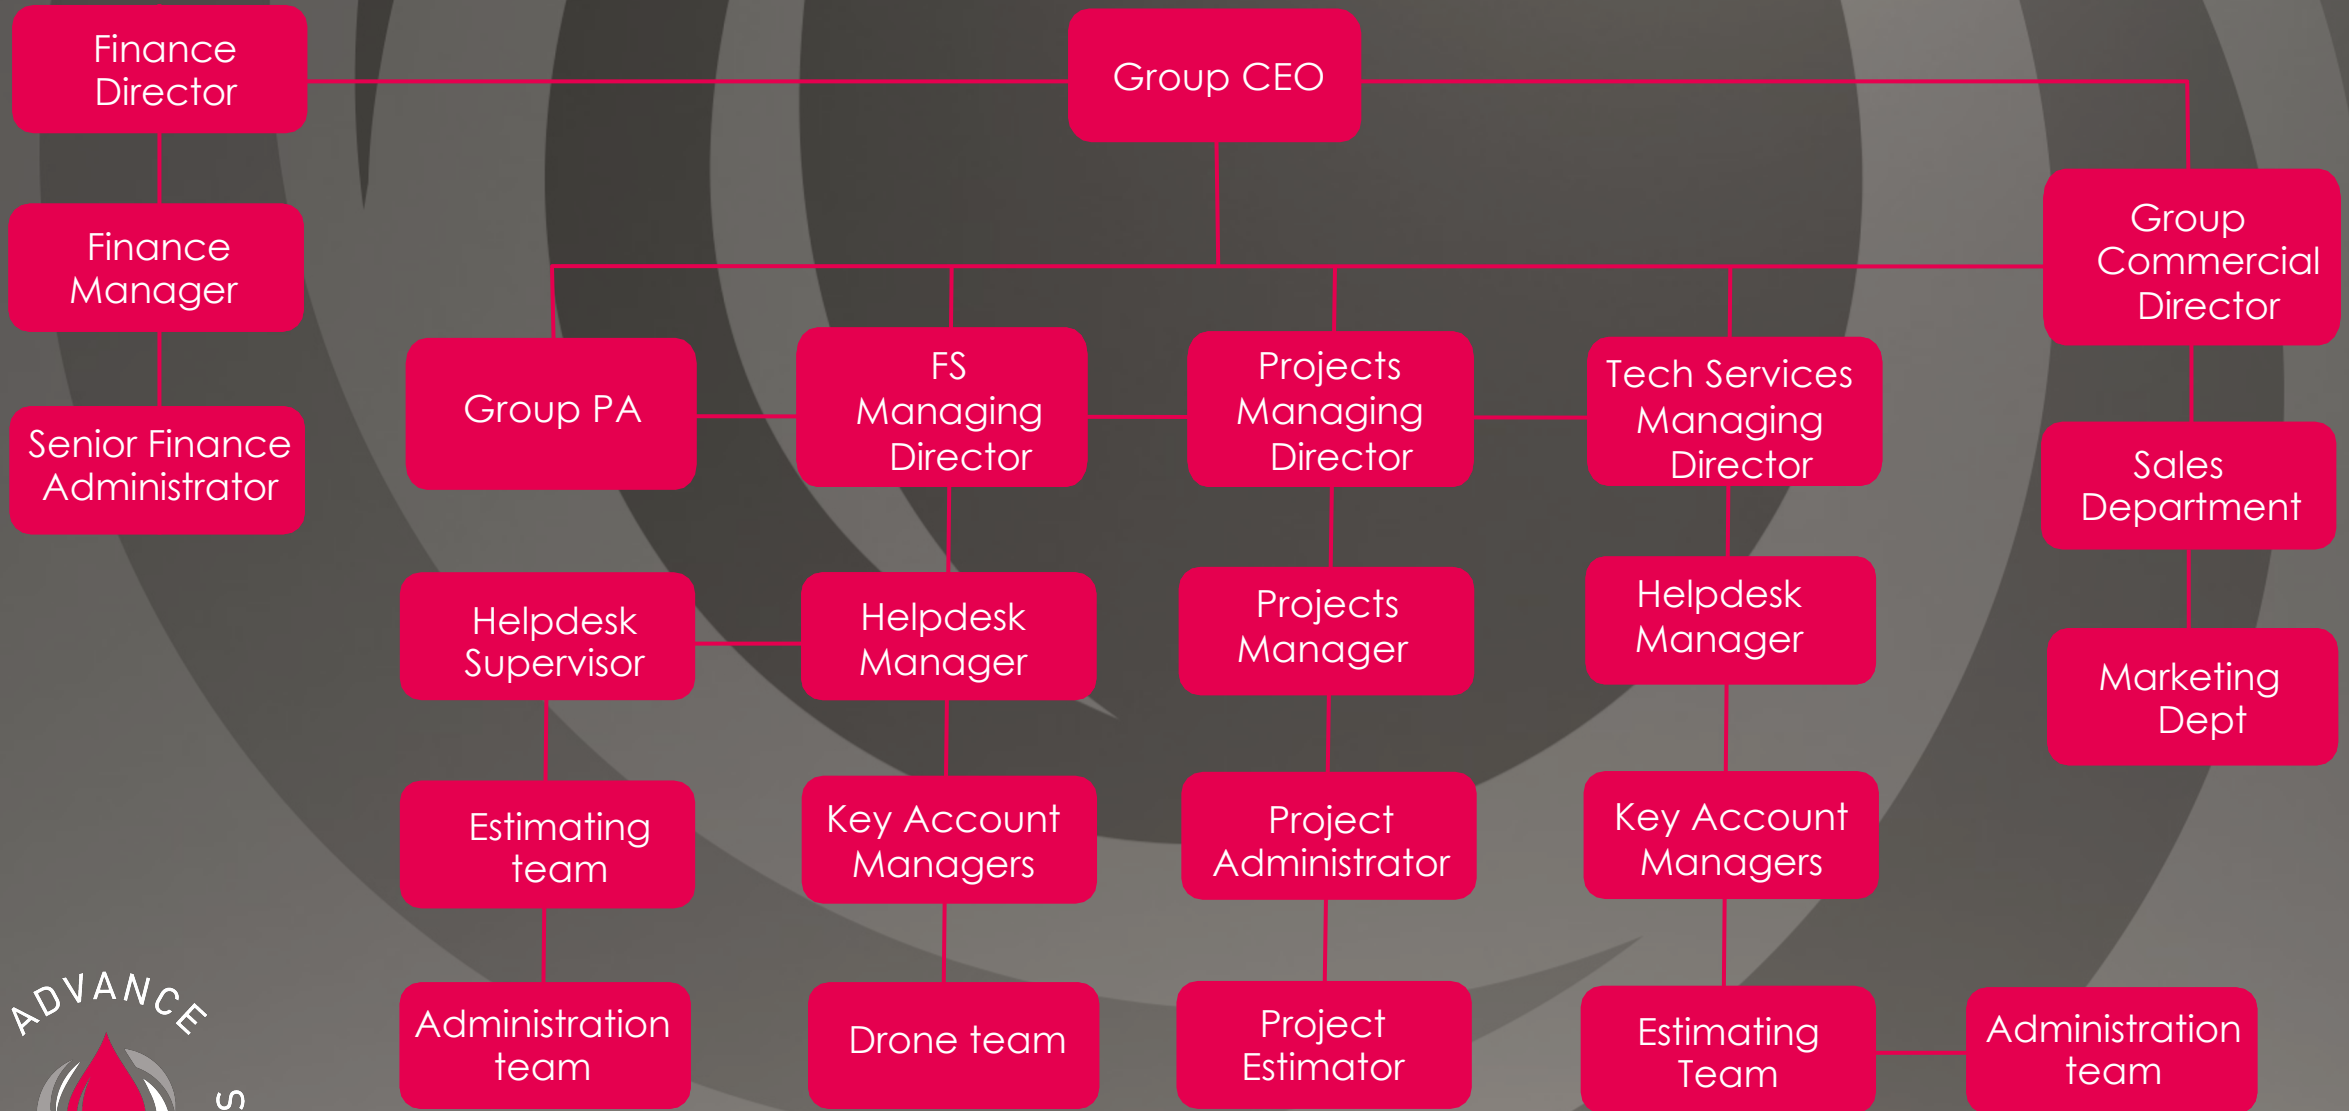 Finance
Director
Group CEO
Finance
Manager
Senior Finance
Administrator
Group
Commercial
Director
Group PA
FS
Managing
Director
Projects
Managing
Director
Tech Services
Managing
Director
Sales
Department
Helpdesk
Supervisor
Helpdesk
Manager
Projects
Manager
Helpdesk
Manager
Marketing
Dept
Estimating
team
Key Account
Managers
Project
Administrator
Key Account
Managers
Administration
team
Drone team
Project
Estimator
Estimating
Team
Administration
team
ADVANCE
S